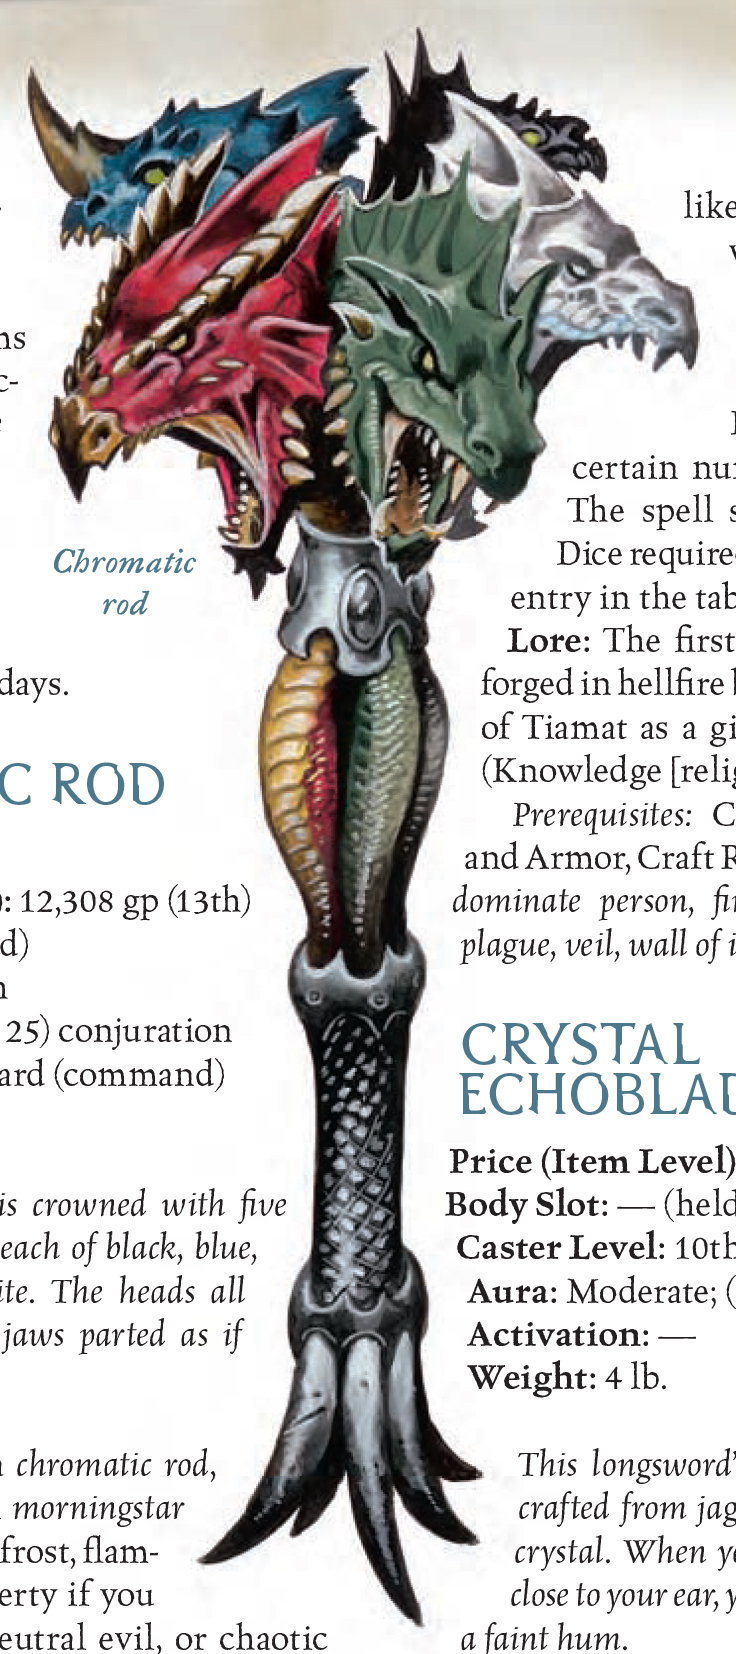 ns
c-
e
Chromatic
rod
days.
C ROD
: 12,308 gp (13th)
d)
n
25) conjuration
ard (command)
is crowned with five
each of black, blue,
ite. The heads all
jaws parted as if
chromatic rod,
morningstar
frost, flam-
erty if you
eutral evil, or chaotic
like
certain nu
The spell s
Dice require
entry in the tab
Lore: The first
forged in hellfire b
of Tiamat as a gi
(Knowledge [relig
Prerequisites: C
and Armor, Craft R
dominate person, fi
plague, veil, wall of i
CRYSTAL
ECHOBLAD
Price (Item Level)
Body Slot: — (held
Caster Level: 10th
Aura: Moderate; (
Activation: —
Weight: 4 lb.
This longsword’
crafted from jag
crystal. When ye
close to your ear, y
a faint hum.